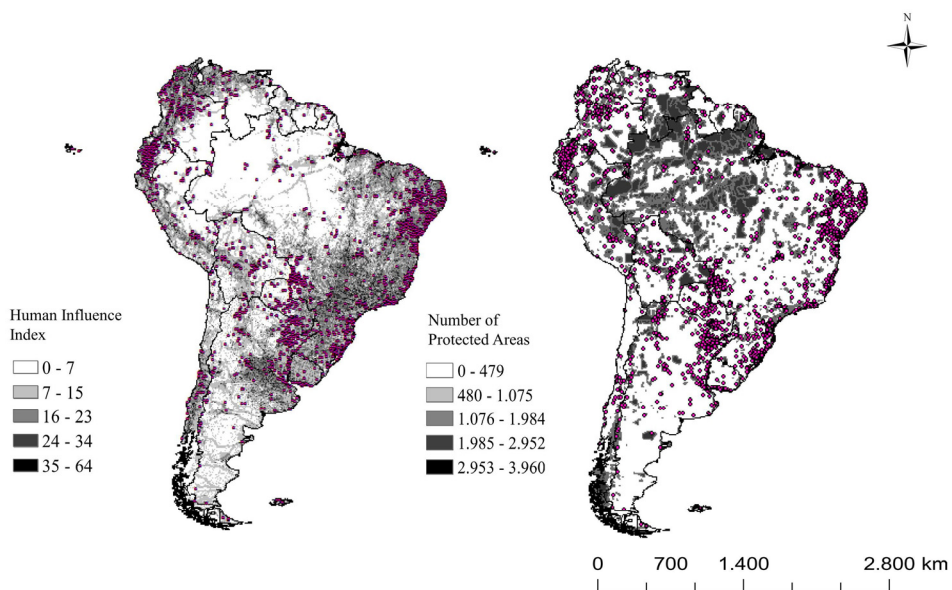 N
Human Influence
Index
0 - 7
7 - 15
16 - 23
24 - 34
35 - 64
Number of
Protected Areas
0 - 479
480 - 1.075
1.076 - 1.984
1.985 - 2.952
2.953 - 3.960
0 700 1.400 2.800 km